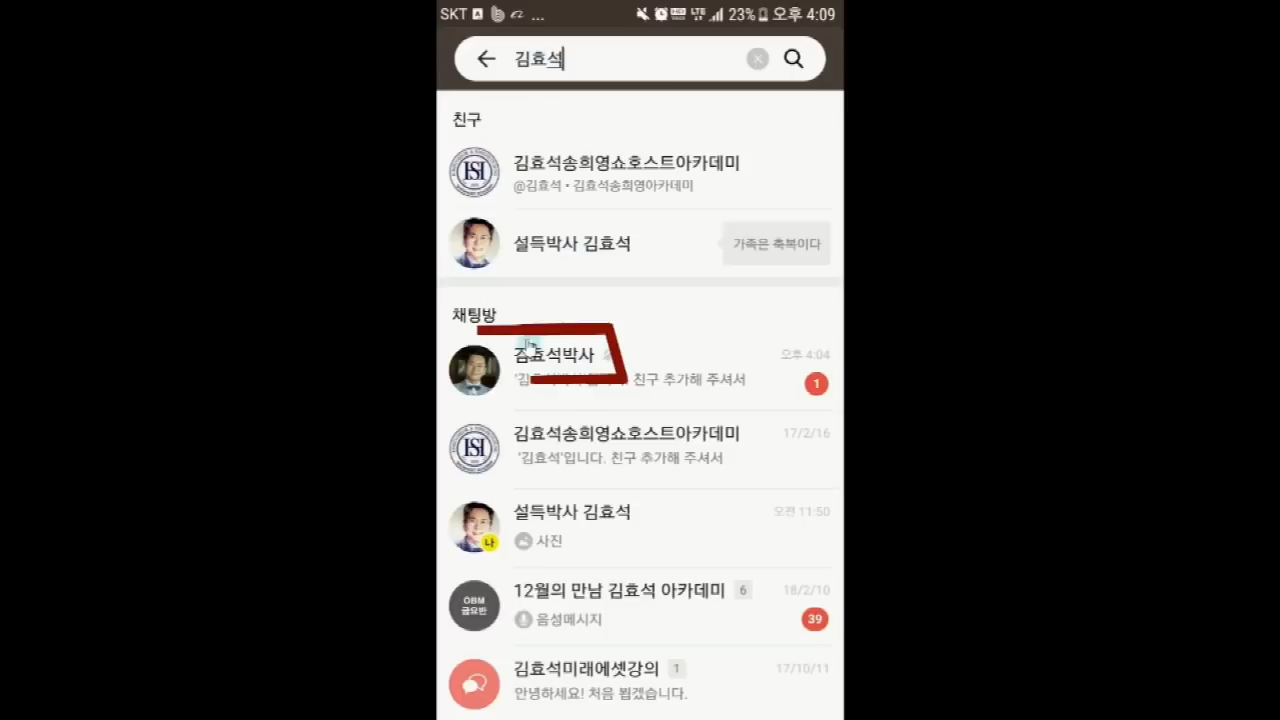 SKT ... 23% 오후 4:09
김효석
친구
김효석송희영쇼호스트아카데미
@김효석 • 김효석송희영아카데미
설득박사 김효석 가족은 축복이다
채팅방
김효석박사 오후 4:04
친구 추가해 주셔서 1
김효석송희영쇼호스트아카데미 17/2/16
'김효석'입니다. 친구 추가해 주셔서
설득박사 김효석 오전 11:50
나 사진
12월의 만남 김효석 아카데미 6 18/2/10
OBM
금요반
음성메시지 39
김효석미래에셋강의 1 17/10/11
안녕하세요! 처음 뵙겠습니다.